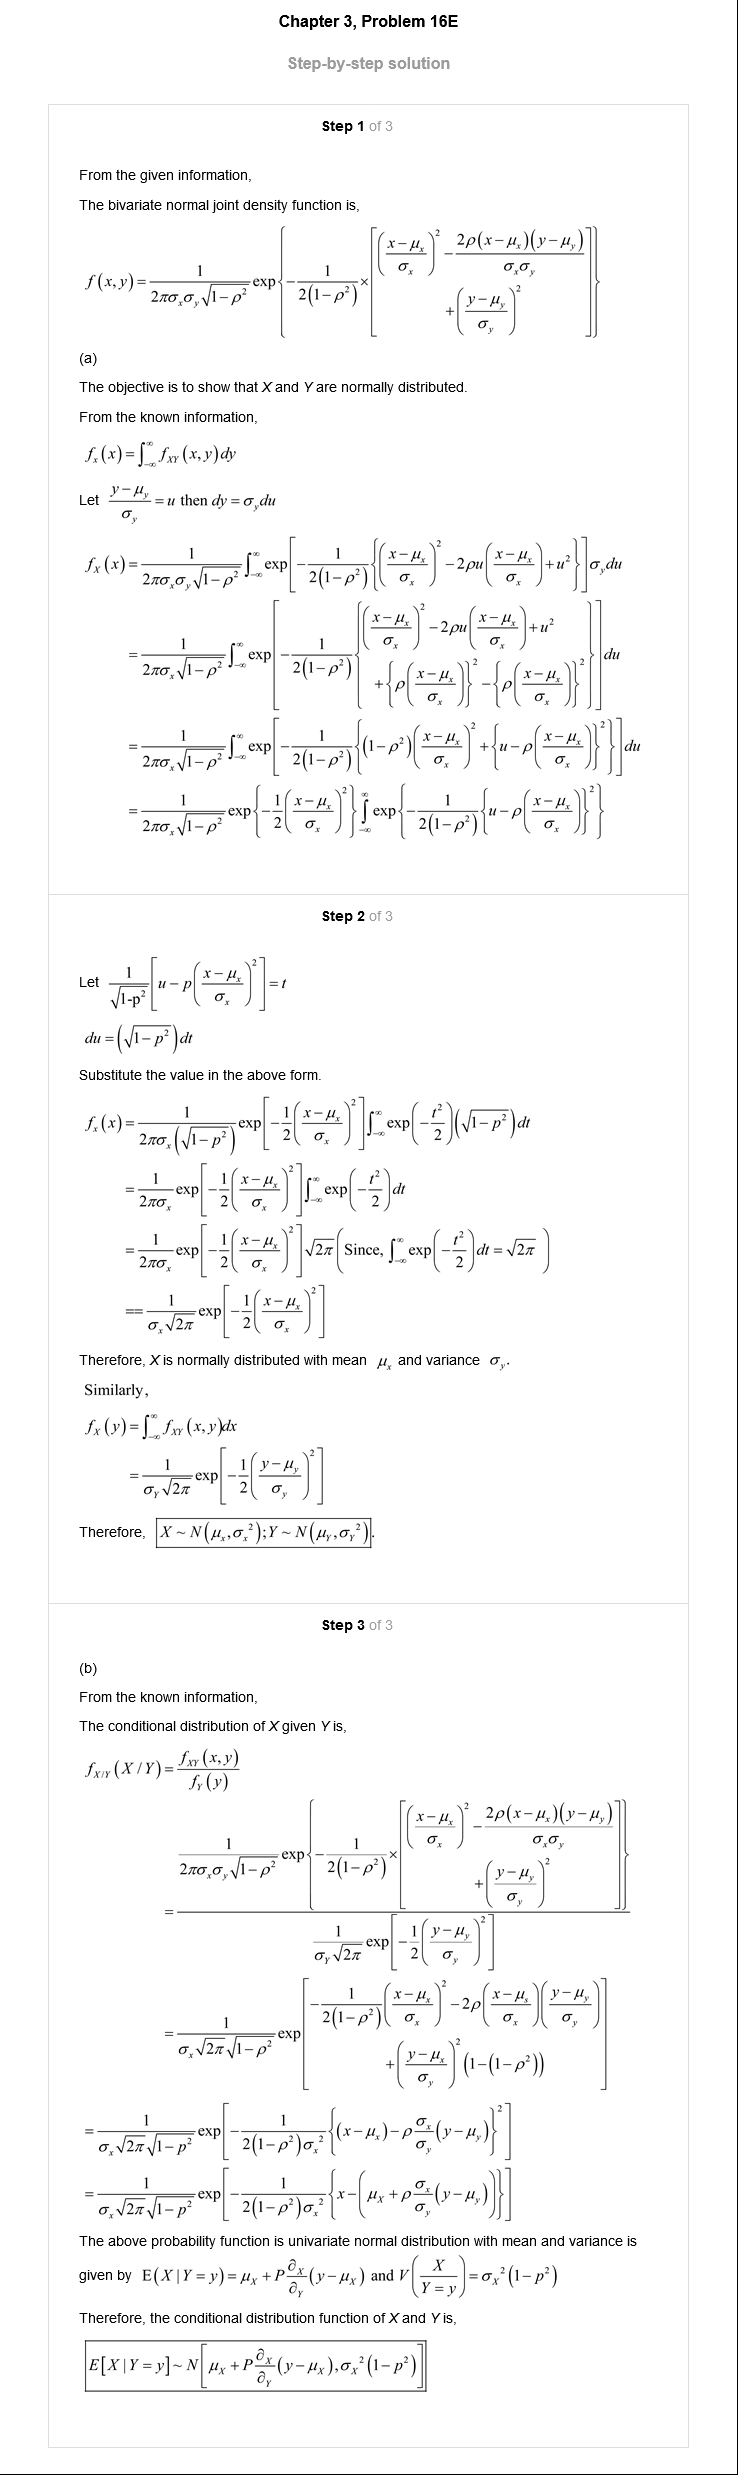 Chapter 3, Problem 16E
Step-by-step solution
Step 1 of 3
From the given information,
The bivariate normal joint density function is,
f(x,y)=\frac{1}{2\pi\sigma_x\sigma_y\sqrt{1-\rho^2}}\exp\left\{-\frac{1}{2(1-\rho^2)}\times\left[\begin{matrix}\left(\frac{x-\mu_x}{\sigma_x}\right)^2-\frac{2\rho(x-\mu_x)(y-\mu_y)}{\sigma_x\sigma_y}\\+\left(\frac{y-\mu_y}{\sigma_y}\right)^2\end{matrix}\right]\right\}
(a)
The objective is to show that X and Y are normally distributed.
From the known information,
f_x(x)=\int_{-\infty}^{\infty}f_{XY}(x,y)dy
Let \frac{y-\mu_y}{\sigma_y}=u then dy=\sigma_y du
f_X(x)=\frac{1}{2\pi\sigma_x\sigma_y\sqrt{1-\rho^2}}\int_{-\infty}^{\infty}\exp\left[-\frac{1}{2(1-\rho^2)}\left\{\left(\frac{x-\mu_x}{\sigma_x}\right)^2-2\rho u\left(\frac{x-\mu_x}{\sigma_x}\right)+u^2\right\}\right]\sigma_y du
=\frac{1}{2\pi\sigma_x\sqrt{1-\rho^2}}\int_{-\infty}^{\infty}\exp\left[-\frac{1}{2(1-\rho^2)}\left\{\begin{matrix}\left(\frac{x-\mu_x}{\sigma_x}\right)^2-2\rho u\left(\frac{x-\mu_x}{\sigma_x}\right)+u^2\\+\left\{\rho\left(\frac{x-\mu_x}{\sigma_x}\right)\right\}^2-\left\{\rho\left(\frac{x-\mu_x}{\sigma_x}\right)\right\}^2\end{matrix}\right\}\right]du
=\frac{1}{2\pi\sigma_x\sqrt{1-\rho^2}}\int_{-\infty}^{\infty}\exp\left[-\frac{1}{2(1-\rho^2)}\left\{(1-\rho^2)\left(\frac{x-\mu_x}{\sigma_x}\right)^2+\left\{u-\rho\left(\frac{x-\mu_x}{\sigma_x}\right)\right\}^2\right\}\right]du
=\frac{1}{2\pi\sigma_x\sqrt{1-\rho^2}}\exp\left\{-\frac{1}{2}\left(\frac{x-\mu_x}{\sigma_x}\right)^2\right\}\int_{-\infty}^{\infty}\exp\left\{-\frac{1}{2(1-\rho^2)}\left\{u-\rho\left(\frac{x-\mu_x}{\sigma_x}\right)\right\}^2\right\}
Step 2 of 3
Let \frac{1}{\sqrt{1-p^2}}\left[u-p\left(\frac{x-\mu_x}{\sigma_x}\right)^2\right]=t
du=\left(\sqrt{1-p^2}\right)dt
Substitute the value in the above form.
f_x(x)=\frac{1}{2\pi\sigma_x\left(\sqrt{1-p^2}\right)}\exp\left[-\frac{1}{2}\left(\frac{x-\mu_x}{\sigma_x}\right)^2\right]\int_{-\infty}^{\infty}\exp\left(-\frac{t^2}{2}\right)\left(\sqrt{1-p^2}\right)dt
=\frac{1}{2\pi\sigma_x}\exp\left[-\frac{1}{2}\left(\frac{x-\mu_x}{\sigma_x}\right)^2\right]\int_{-\infty}^{\infty}\exp\left(-\frac{t^2}{2}\right)dt
=\frac{1}{2\pi\sigma_x}\exp\left[-\frac{1}{2}\left(\frac{x-\mu_x}{\sigma_x}\right)^2\right]\sqrt{2\pi}\left(Since, \int_{-\infty}^{\infty}\exp\left(-\frac{t^2}{2}\right)dt=\sqrt{2\pi}\right)
==\frac{1}{\sigma_x\sqrt{2\pi}}\exp\left[-\frac{1}{2}\left(\frac{x-\mu_x}{\sigma_x}\right)^2\right]
Therefore, X is normally distributed with mean \mu_x and variance \sigma_y.
Similarly,
f_X(y)=\int_{-\infty}^{\infty}f_{XY}(x,y)dx
=\frac{1}{\sigma_Y\sqrt{2\pi}}\exp\left[-\frac{1}{2}\left(\frac{y-\mu_y}{\sigma_y}\right)^2\right]
Therefore, X~N(\mu_x,\sigma_x^2);Y~N(\mu_Y,\sigma_Y^2).
Step 3 of 3
(b)
From the known information,
The conditional distribution of X given Y is,
f_{X/Y}(X/Y)=\frac{f_{XY}(x,y)}{f_Y(y)}
=\frac{\frac{1}{2\pi\sigma_x\sigma_y\sqrt{1-\rho^2}}\exp\left\{-\frac{1}{2(1-\rho^2)}\times\left[\begin{matrix}\left(\frac{x-\mu_x}{\sigma_x}\right)^2-\frac{2\rho(x-\mu_x)(y-\mu_y)}{\sigma_x\sigma_y}\\+\left(\frac{y-\mu_y}{\sigma_y}\right)^2\end{matrix}\right]\right\}}{\frac{1}{\sigma_Y\sqrt{2\pi}}\exp\left[-\frac{1}{2}\left(\frac{y-\mu_y}{\sigma_y}\right)^2\right]}
=\frac{1}{\sigma_x\sqrt{2\pi}\sqrt{1-\rho^2}}\exp\left[\begin{matrix}-\frac{1}{2(1-\rho^2)}\left(\frac{x-\mu_x}{\sigma_x}\right)^2-2\rho\left(\frac{x-\mu_s}{\sigma_x}\right)\left(\frac{y-\mu_y}{\sigma_y}\right)\\+\left(\frac{y-\mu_x}{\sigma_y}\right)^2(1-(1-\rho^2))\end{matrix}\right]
=\frac{1}{\sigma_x\sqrt{2\pi}\sqrt{1-p^2}}\exp\left[-\frac{1}{2(1-\rho^2)\sigma_x^2}\left\{(x-\mu_x)-\rho\frac{\sigma_x}{\sigma_y}(y-\mu_y)\right\}^2\right]
=\frac{1}{\sigma_x\sqrt{2\pi}\sqrt{1-p^2}}\exp\left[-\frac{1}{2(1-\rho^2)\sigma_x^2}\left\{x-\left(\mu_X+\rho\frac{\sigma_x}{\sigma_y}(y-\mu_y)\right)\right\}\right]
The above probability function is univariate normal distribution with mean and variance is
given by E(X|Y=y)=\mu_X+P\frac{\partial_X}{\partial_Y}(y-\mu_X) and V\left(\frac{X}{Y=y}\right)=\sigma_X^2(1-p^2)
Therefore, the conditional distribution function of X and Y is,
E[X|Y=y]~N\left[\mu_X+P\frac{\partial_X}{\partial_Y}(y-\mu_X),\sigma_x^2(1-p^2)\right]